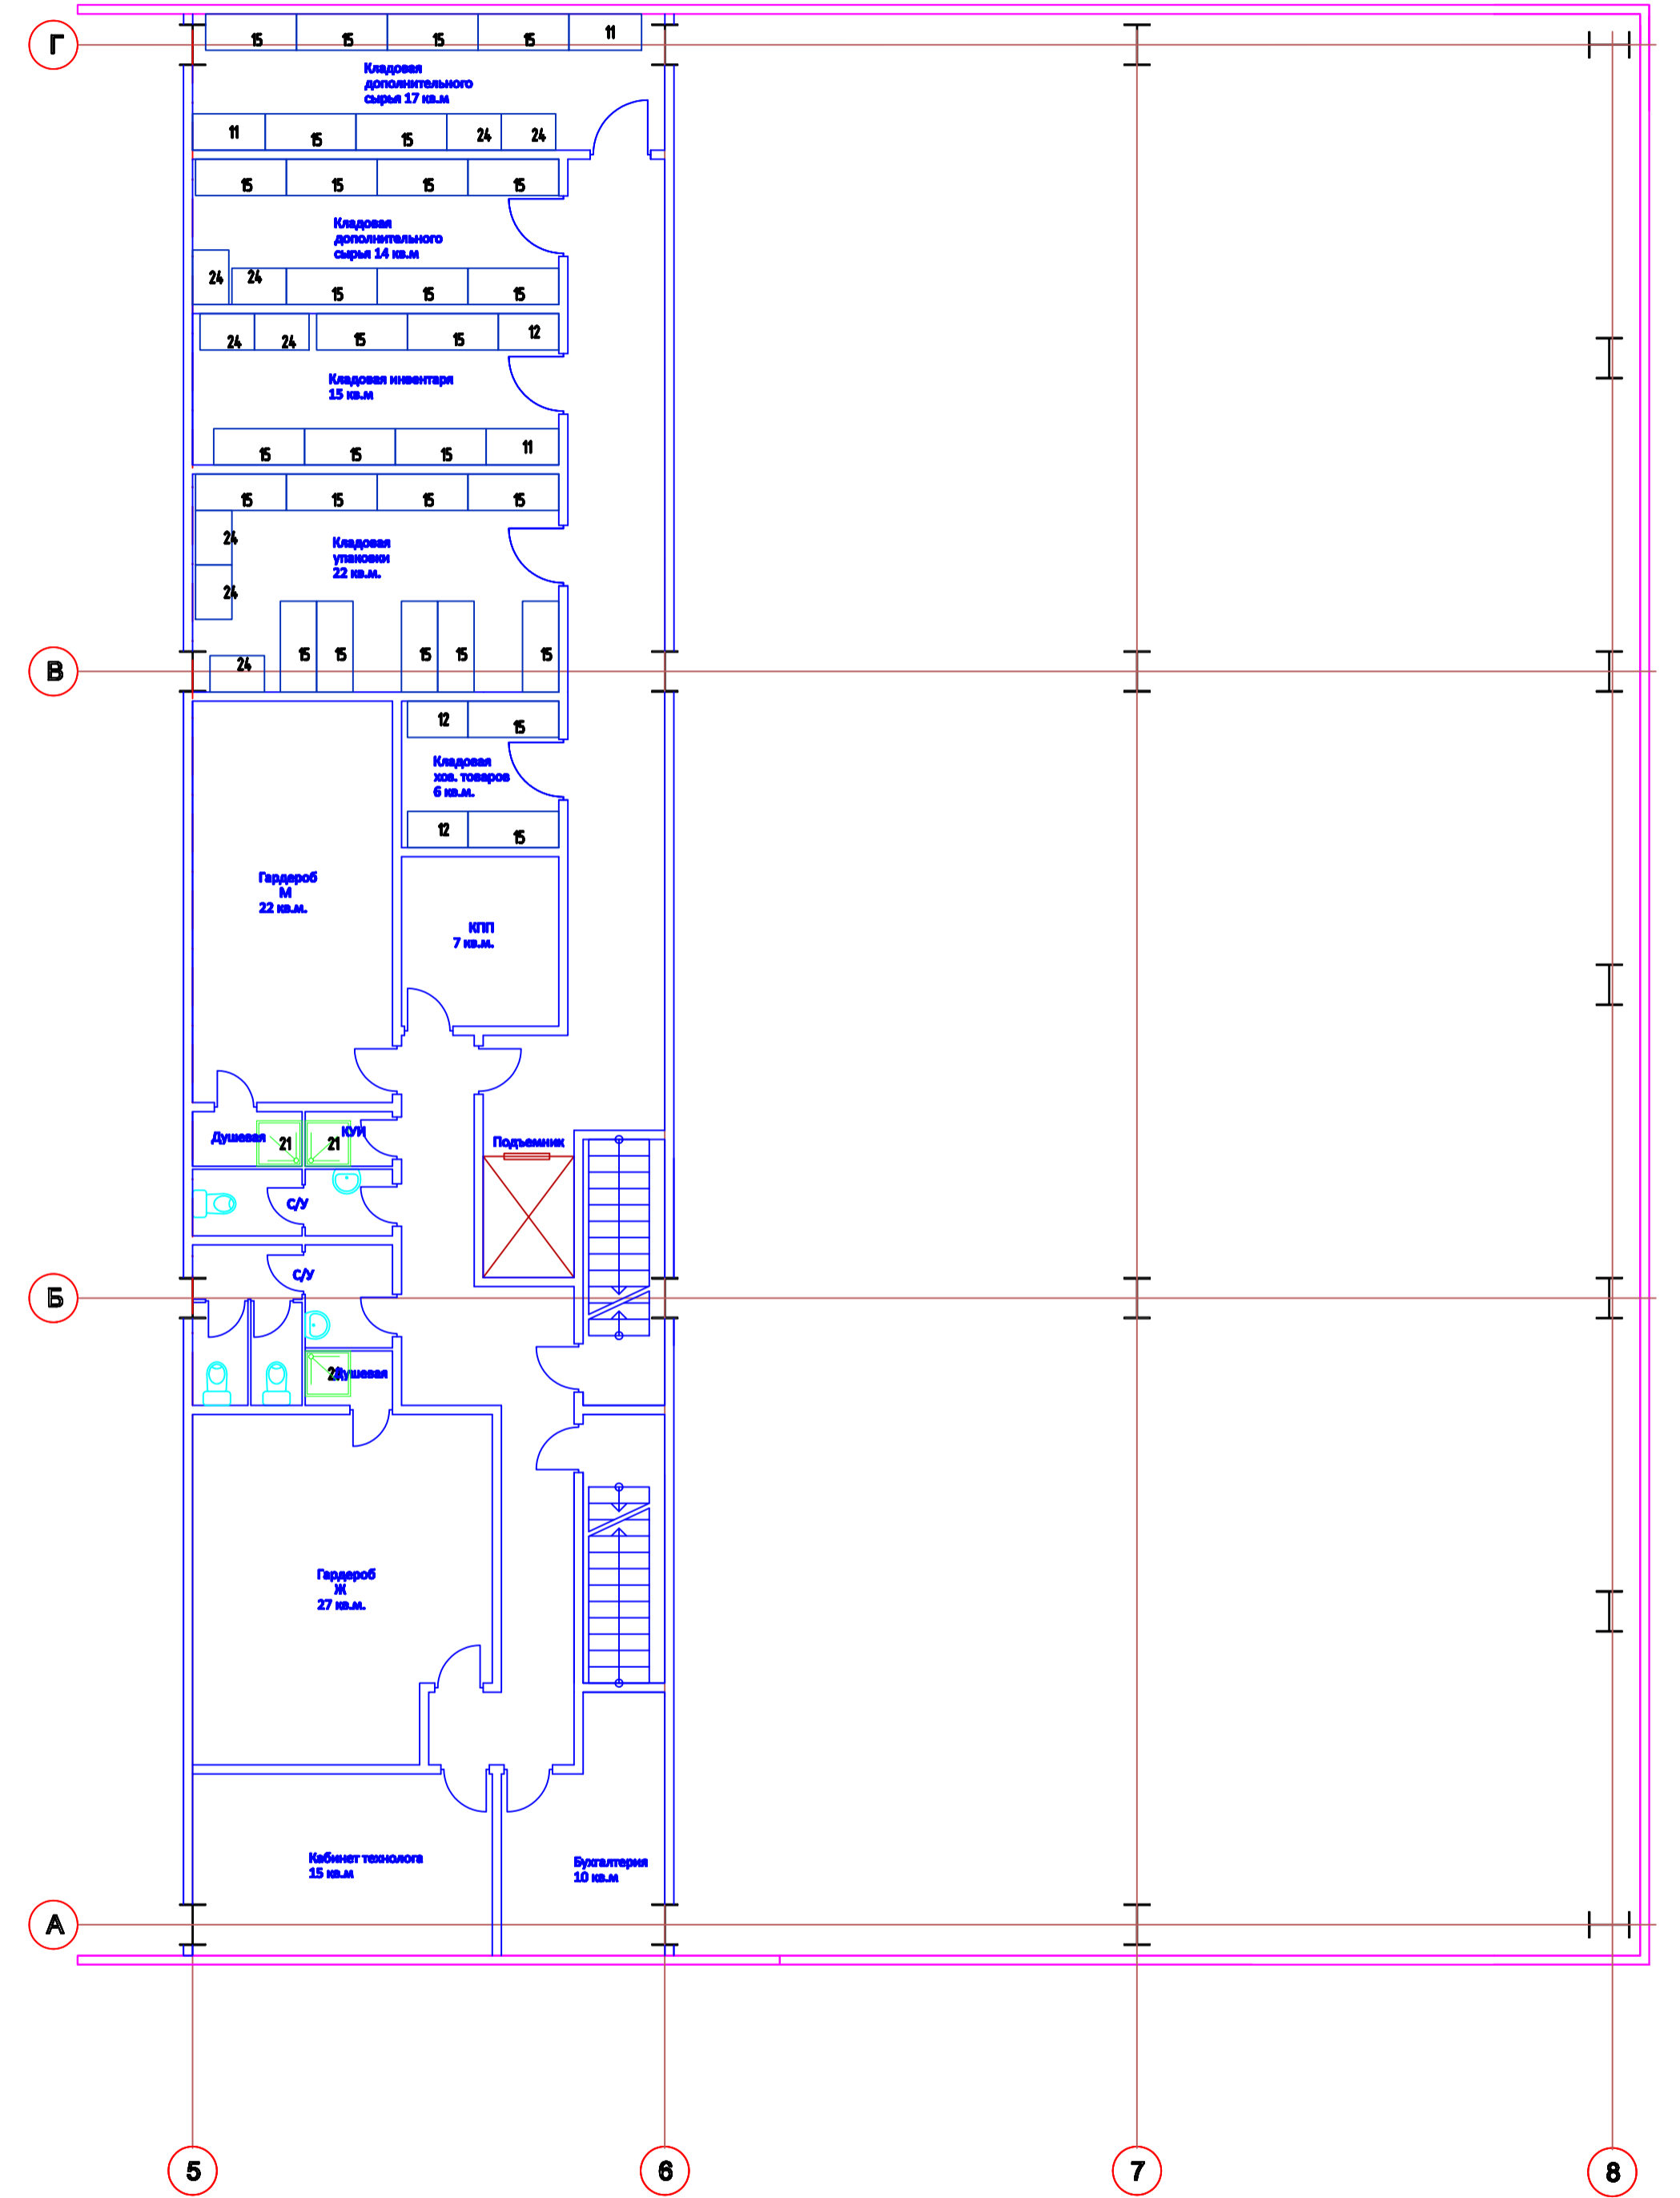 Г
15 15 15 15 11
Кладовая
дополнительного
сырья 17 кв.м
11 15 15 24 24
15 15 15 15
Кладовая
дополнительного
сырья 14 кв.м
24 24 15 15 15
24 24 15 15 12
Кладовая инвентаря
15 кв.м
15 15 15 11
15 15 15 15
24
Кладовая
упаковки
22 кв.м.
24
24 15 15 15 15 15
В
12 15
Кладовая
хоз. товаров
6 кв.м.
12 15
Гардероб
М
22 кв.м.
КПП
7 кв.м.
Душевая 21 21 КУИ
Подъемник
С/У
С/У
Б
Душевая
Гардероб
Ж
27 кв.м.
Кабинет технолога
15 кв.м
Бухгалтерия
10 кв.м
А
5 6 7 8